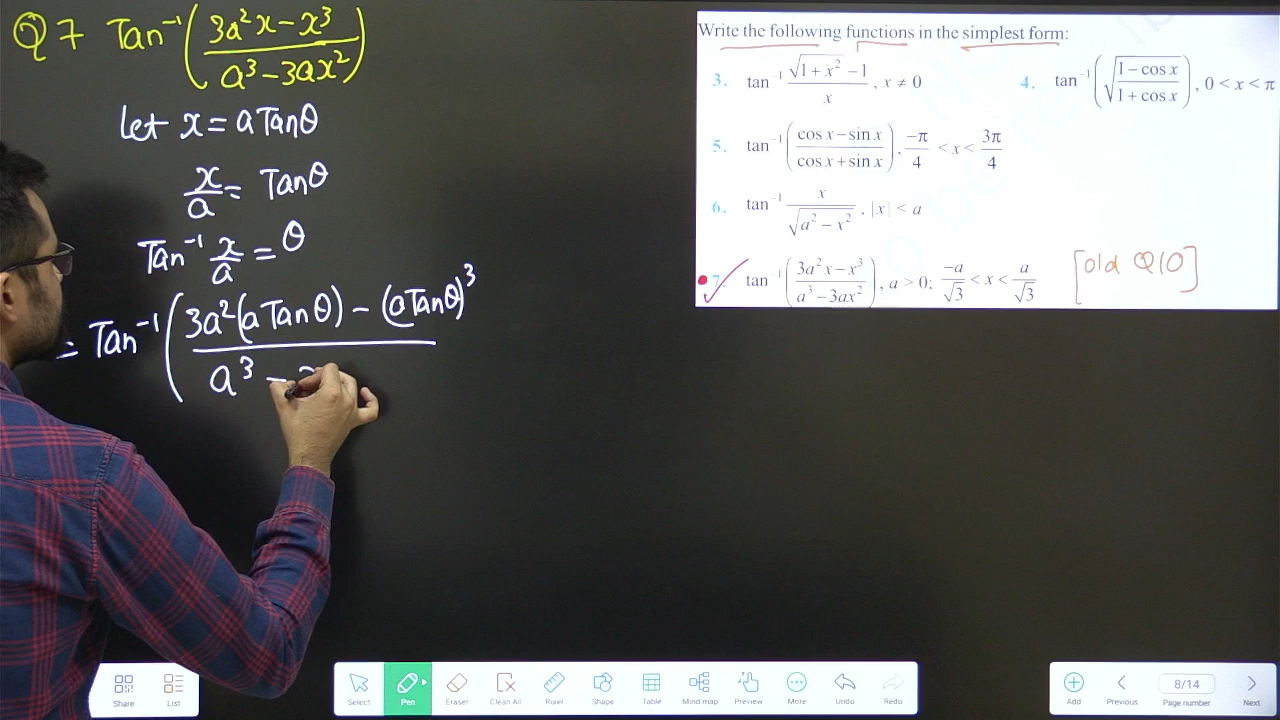 Q 7 Tan⁻¹ ( (3a²x − x³) / (a³ − 3ax²) )
let x = a Tanθ
x/a = Tanθ
Tan⁻¹ x/a = θ
= Tan⁻¹ ( (3a²(a Tanθ) − (a Tanθ)³) / (a³ −
Write the following functions in the simplest form:
3. tan⁻¹ (√(1 + x²) − 1) / x , x ≠ 0
4. tan⁻¹ ( √((1 − cos x) / (1 + cos x)) ), 0 < x < π
5. tan⁻¹ ( (cos x − sin x) / (cos x + sin x) ), −π/4 < x < 3π/4
6. tan⁻¹ x / √(a² − x²) , |x| < a
7. tan⁻¹ ( (3a²x − x³) / (a³ − 3ax²) ), a > 0; −a/√3 < x < a/√3
[old Q10]
Share
List
Select
Pen
Eraser
Clean All
Ruler
Shape
Table
Mind map
Preview
More
Undo
Redo
Add
Previous
8/14
Page number
Next